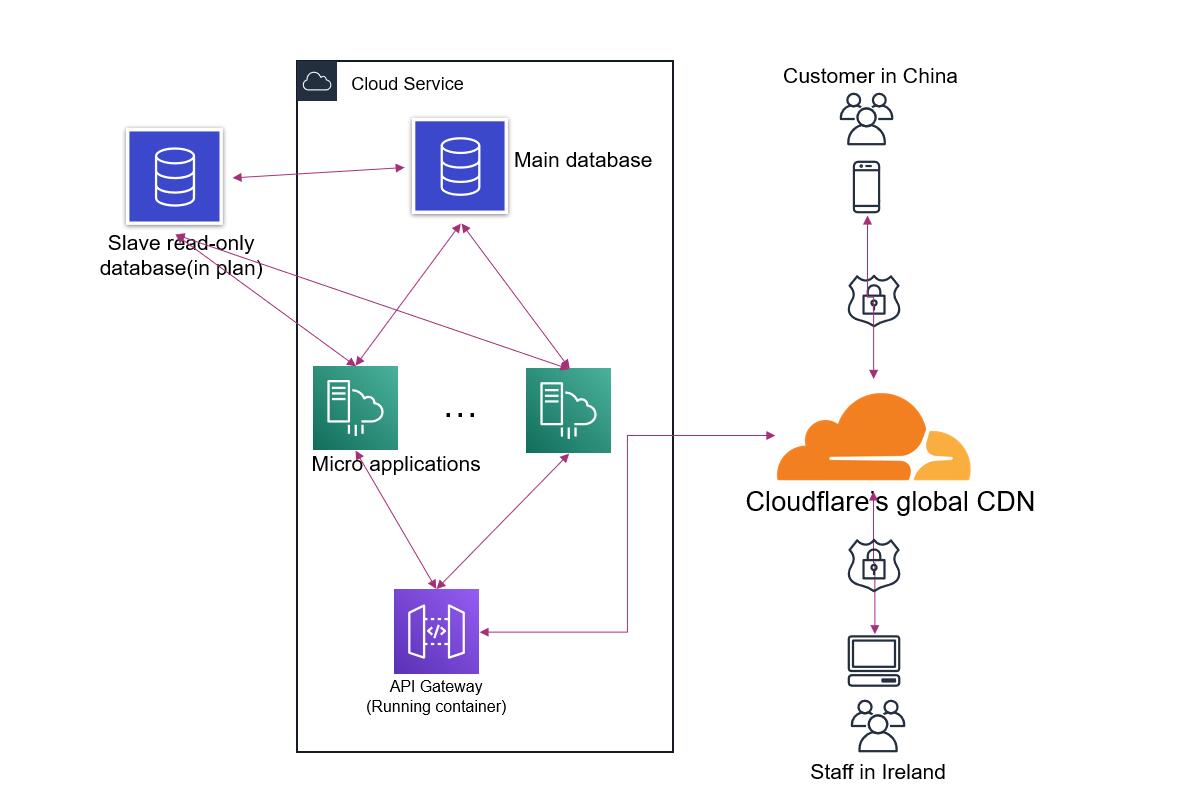 Customer in China
Cloud Service
Main database
Slave read-only
database(in plan)
...
Micro applications
Cloudflare's global CDN
</>
API Gateway
(Running container)
Staff in Ireland